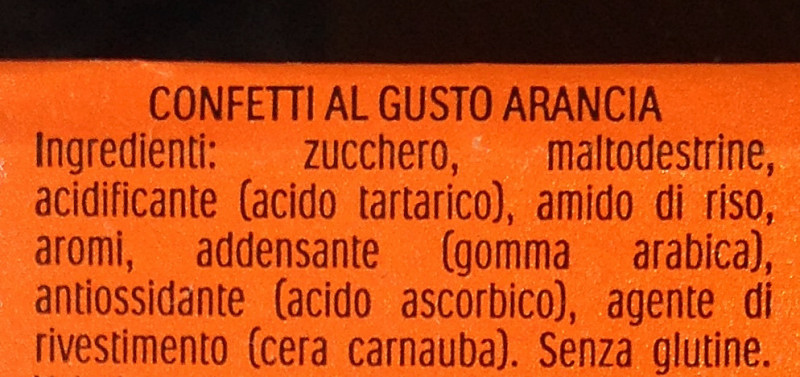 CONFETTI AL GUSTO ARANCIA
Ingredienti: zucchero, maltodestrine,
acidificante (acido tartarico), amido di riso,
aromi, addensante (gomma arabica),
antiossidante (acido ascorbico), agente di
rivestimento (cera carnauba). Senza glutine.